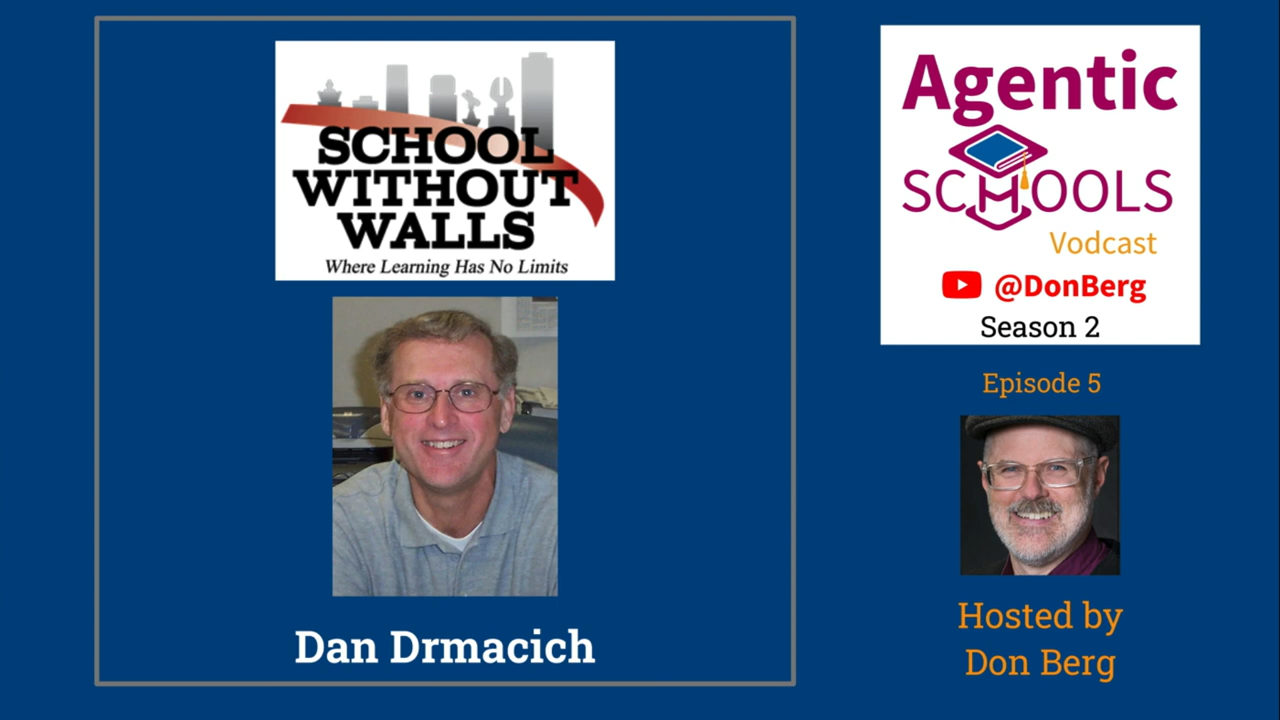 SCHOOL
WITHOUT
WALLS
Where Learning Has No Limits
Dan Drmacich
Agentic
SCHOOLS
Vodcast
@DonBerg
Season 2
Episode 5
Hosted by
Don Berg